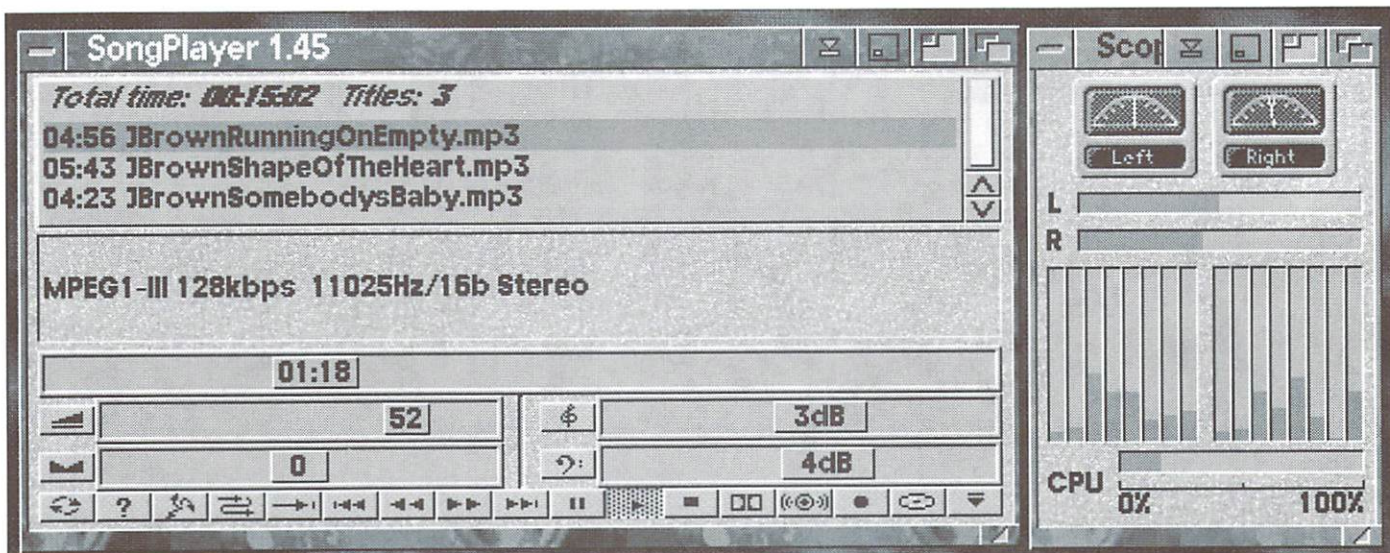 SongPlayer 1.45
Total time: 00:15:02 Titles: 3
04:56 JBrownRunningOnEmpty.mp3
05:43 JBrownShapeOfTheHeart.mp3
04:23 JBrownSomebodysBaby.mp3
MPEG1-III 128kbps 11025Hz/16b Stereo
01:18
52
3dB
0
4dB
?
Scop
Left
Right
L
R
CPU
0%
100%